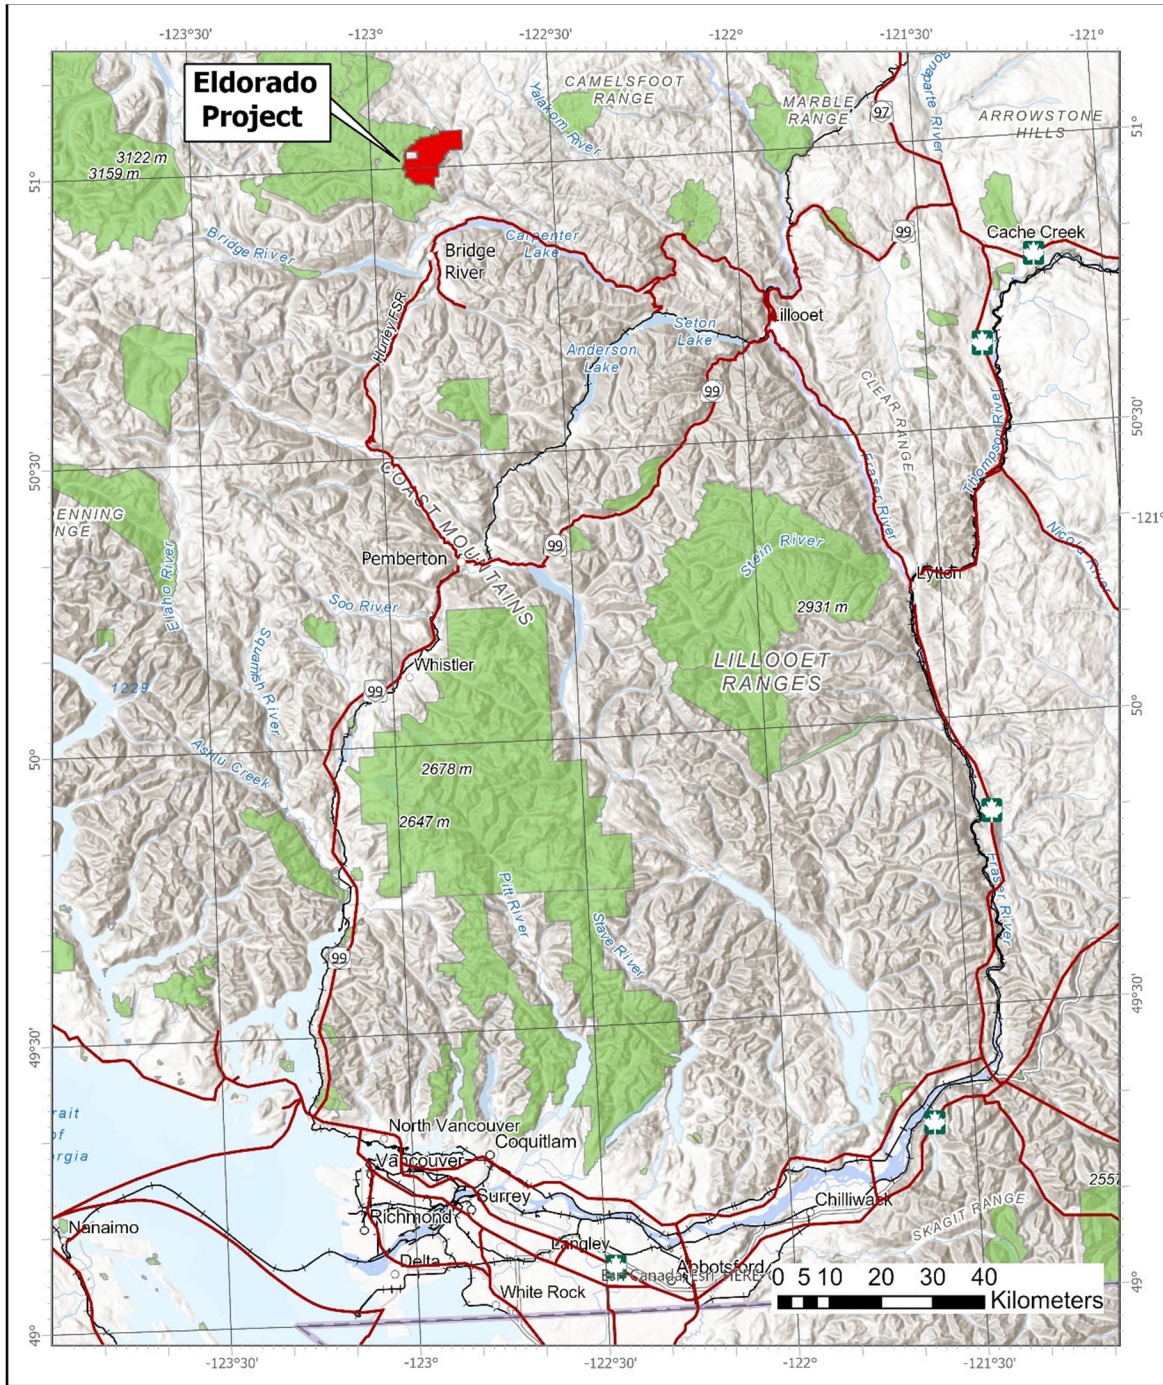 -123°30'
-123°
-122°30'
-122°
-121°30'
-121°
Eldorado
Project
CAMELSFOOT
RANGE
Yalakom River
MARBLE
RANGE
97
Bonaparte River
ARROWSTONE
HILLS
51°
3122 m
3159 m
51°
Bridge River
Bridge
River
Carpenter
Lake
99
Cache Creek
Hurley FSR
Lillooet
Seton
Lake
Anderson
Lake
99
CLEAR RANGE
Thompson River
50°30'
50°30'
COAST MOUNTAINS
ENNING
NGE
Elaho River
99
Fraser River
Stein River
-121°
Nicola River
Pemberton
Lytton
Soo River
2931 m
Squamish River
Whistler
LILLOOET
RANGES
1229
99
50°
50°
Ashlu Creek
2678 m
2647 m
Pitt River
Stave River
Fraser River
99
49°30'
49°30'
rait
of
rgia
North Vancouver
Coquitlam
Vancouver
Surrey
Richmond
Chilliwack
2557
SKAGIT RANGE
Nanaimo
Langley
Delta
Abbotsford
Esri Canada, Esri, HERE
White Rock
0 5 10 20 30 40
Kilometers
49°
49°
-123°30'
-123°
-122°30'
-122°
-121°30'